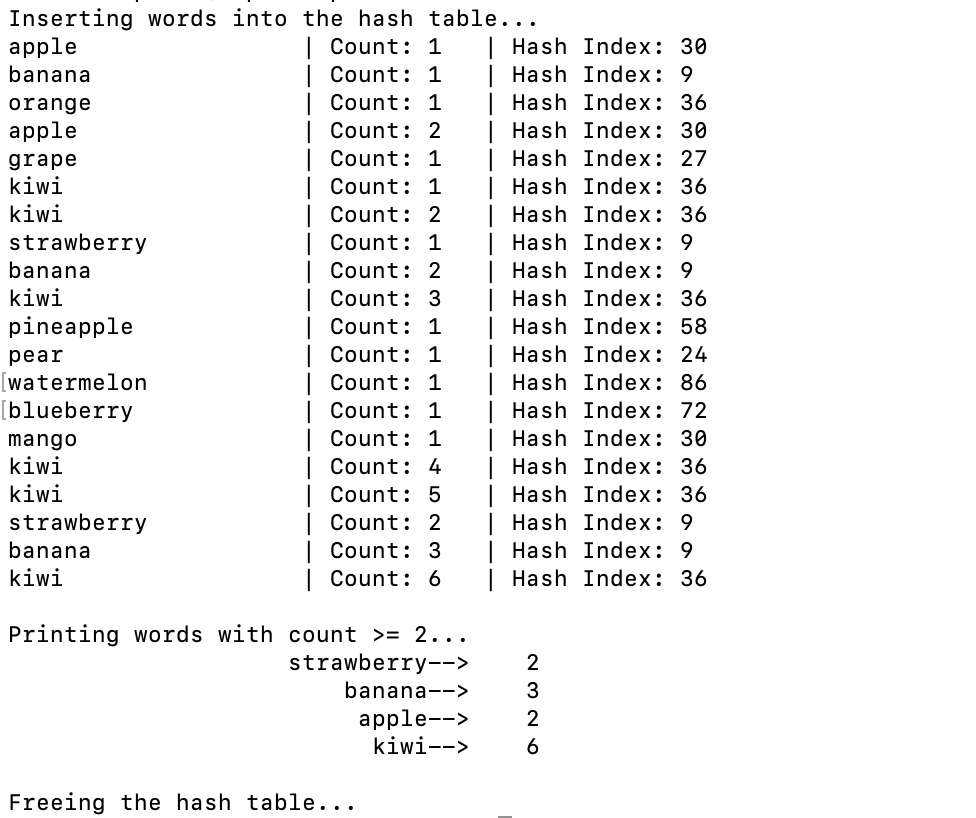 Inserting words into the hash table...
apple | Count: 1 | Hash Index: 30
banana | Count: 1 | Hash Index: 9
orange | Count: 1 | Hash Index: 36
apple | Count: 2 | Hash Index: 30
grape | Count: 1 | Hash Index: 27
kiwi | Count: 1 | Hash Index: 36
kiwi | Count: 2 | Hash Index: 36
strawberry | Count: 1 | Hash Index: 9
banana | Count: 2 | Hash Index: 9
kiwi | Count: 3 | Hash Index: 36
pineapple | Count: 1 | Hash Index: 58
pear | Count: 1 | Hash Index: 24
[watermelon | Count: 1 | Hash Index: 86
[blueberry | Count: 1 | Hash Index: 72
mango | Count: 1 | Hash Index: 30
kiwi | Count: 4 | Hash Index: 36
kiwi | Count: 5 | Hash Index: 36
strawberry | Count: 2 | Hash Index: 9
banana | Count: 3 | Hash Index: 9
kiwi | Count: 6 | Hash Index: 36
Printing words with count >= 2...
strawberry--> 2
banana--> 3
apple--> 2
kiwi--> 6
Freeing the hash table...